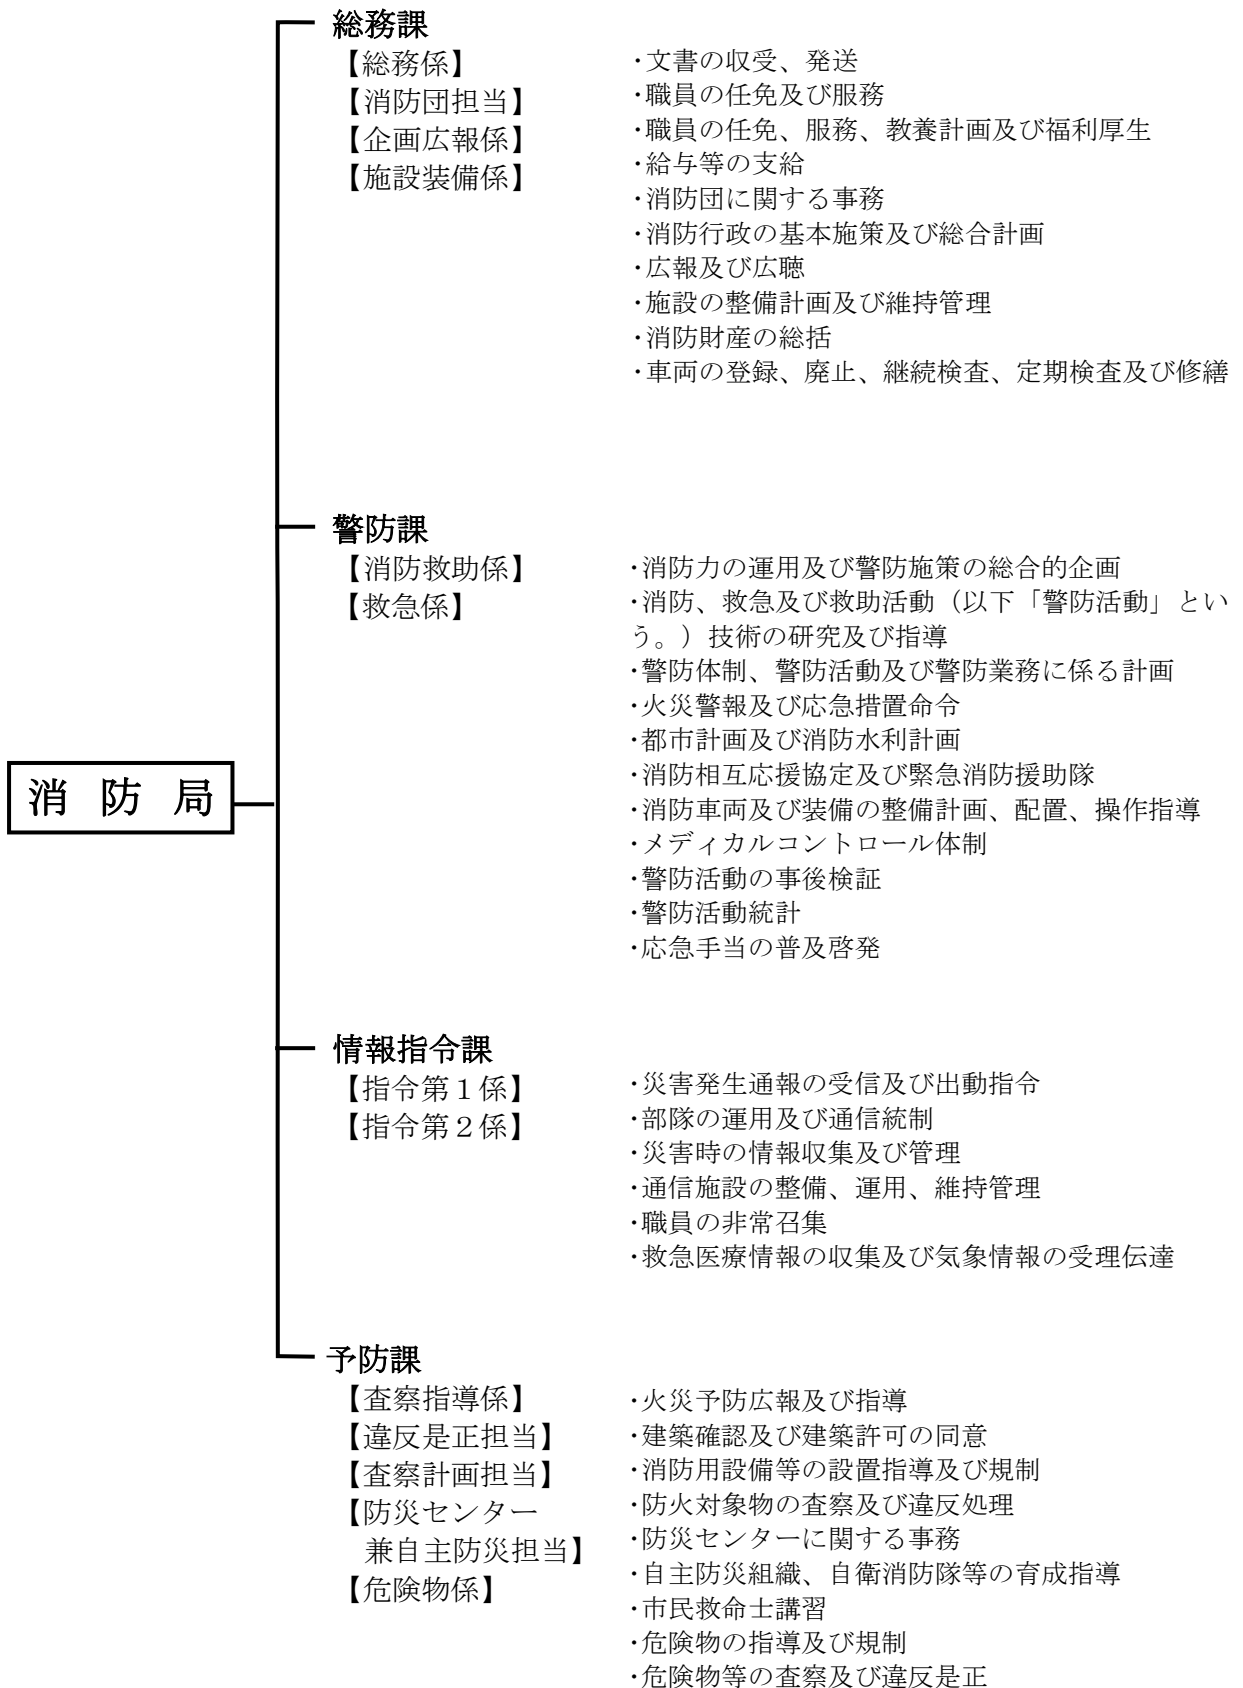 消防局
総務課
【総務係】
【消防団担当】
【企画広報係】
【施設装備係】
・文書の収受、発送
・職員の任免及び服務
・職員の任免、服務、教養計画及び福利厚生
・給与等の支給
・消防団に関する事務
・消防行政の基本施策及び総合計画
・広報及び広聴
・施設の整備計画及び維持管理
・消防財産の総括
・車両の登録、廃止、継続検査、定期検査及び修繕
警防課
【消防救助係】
【救急係】
・消防力の運用及び警防施策の総合的企画
・消防、救急及び救助活動（以下「警防活動」とい
う。）技術の研究及び指導
・警防体制、警防活動及び警防業務に係る計画
・火災警報及び応急措置命令
・都市計画及び消防水利計画
・消防相互応援協定及び緊急消防援助隊
・消防車両及び装備の整備計画、配置、操作指導
・メディカルコントロール体制
・警防活動の事後検証
・警防活動統計
・応急手当の普及啓発
情報指令課
【指令第１係】
【指令第２係】
・災害発生通報の受信及び出動指令
・部隊の運用及び通信統制
・災害時の情報収集及び管理
・通信施設の整備、運用、維持管理
・職員の非常召集
・救急医療情報の収集及び気象情報の受理伝達
予防課
【査察指導係】
【違反是正担当】
【査察計画担当】
【防災センター
兼自主防災担当】
【危険物係】
・火災予防広報及び指導
・建築確認及び建築許可の同意
・消防用設備等の設置指導及び規制
・防火対象物の査察及び違反処理
・防災センターに関する事務
・自主防災組織、自衛消防隊等の育成指導
・市民救命士講習
・危険物の指導及び規制
・危険物等の査察及び違反是正